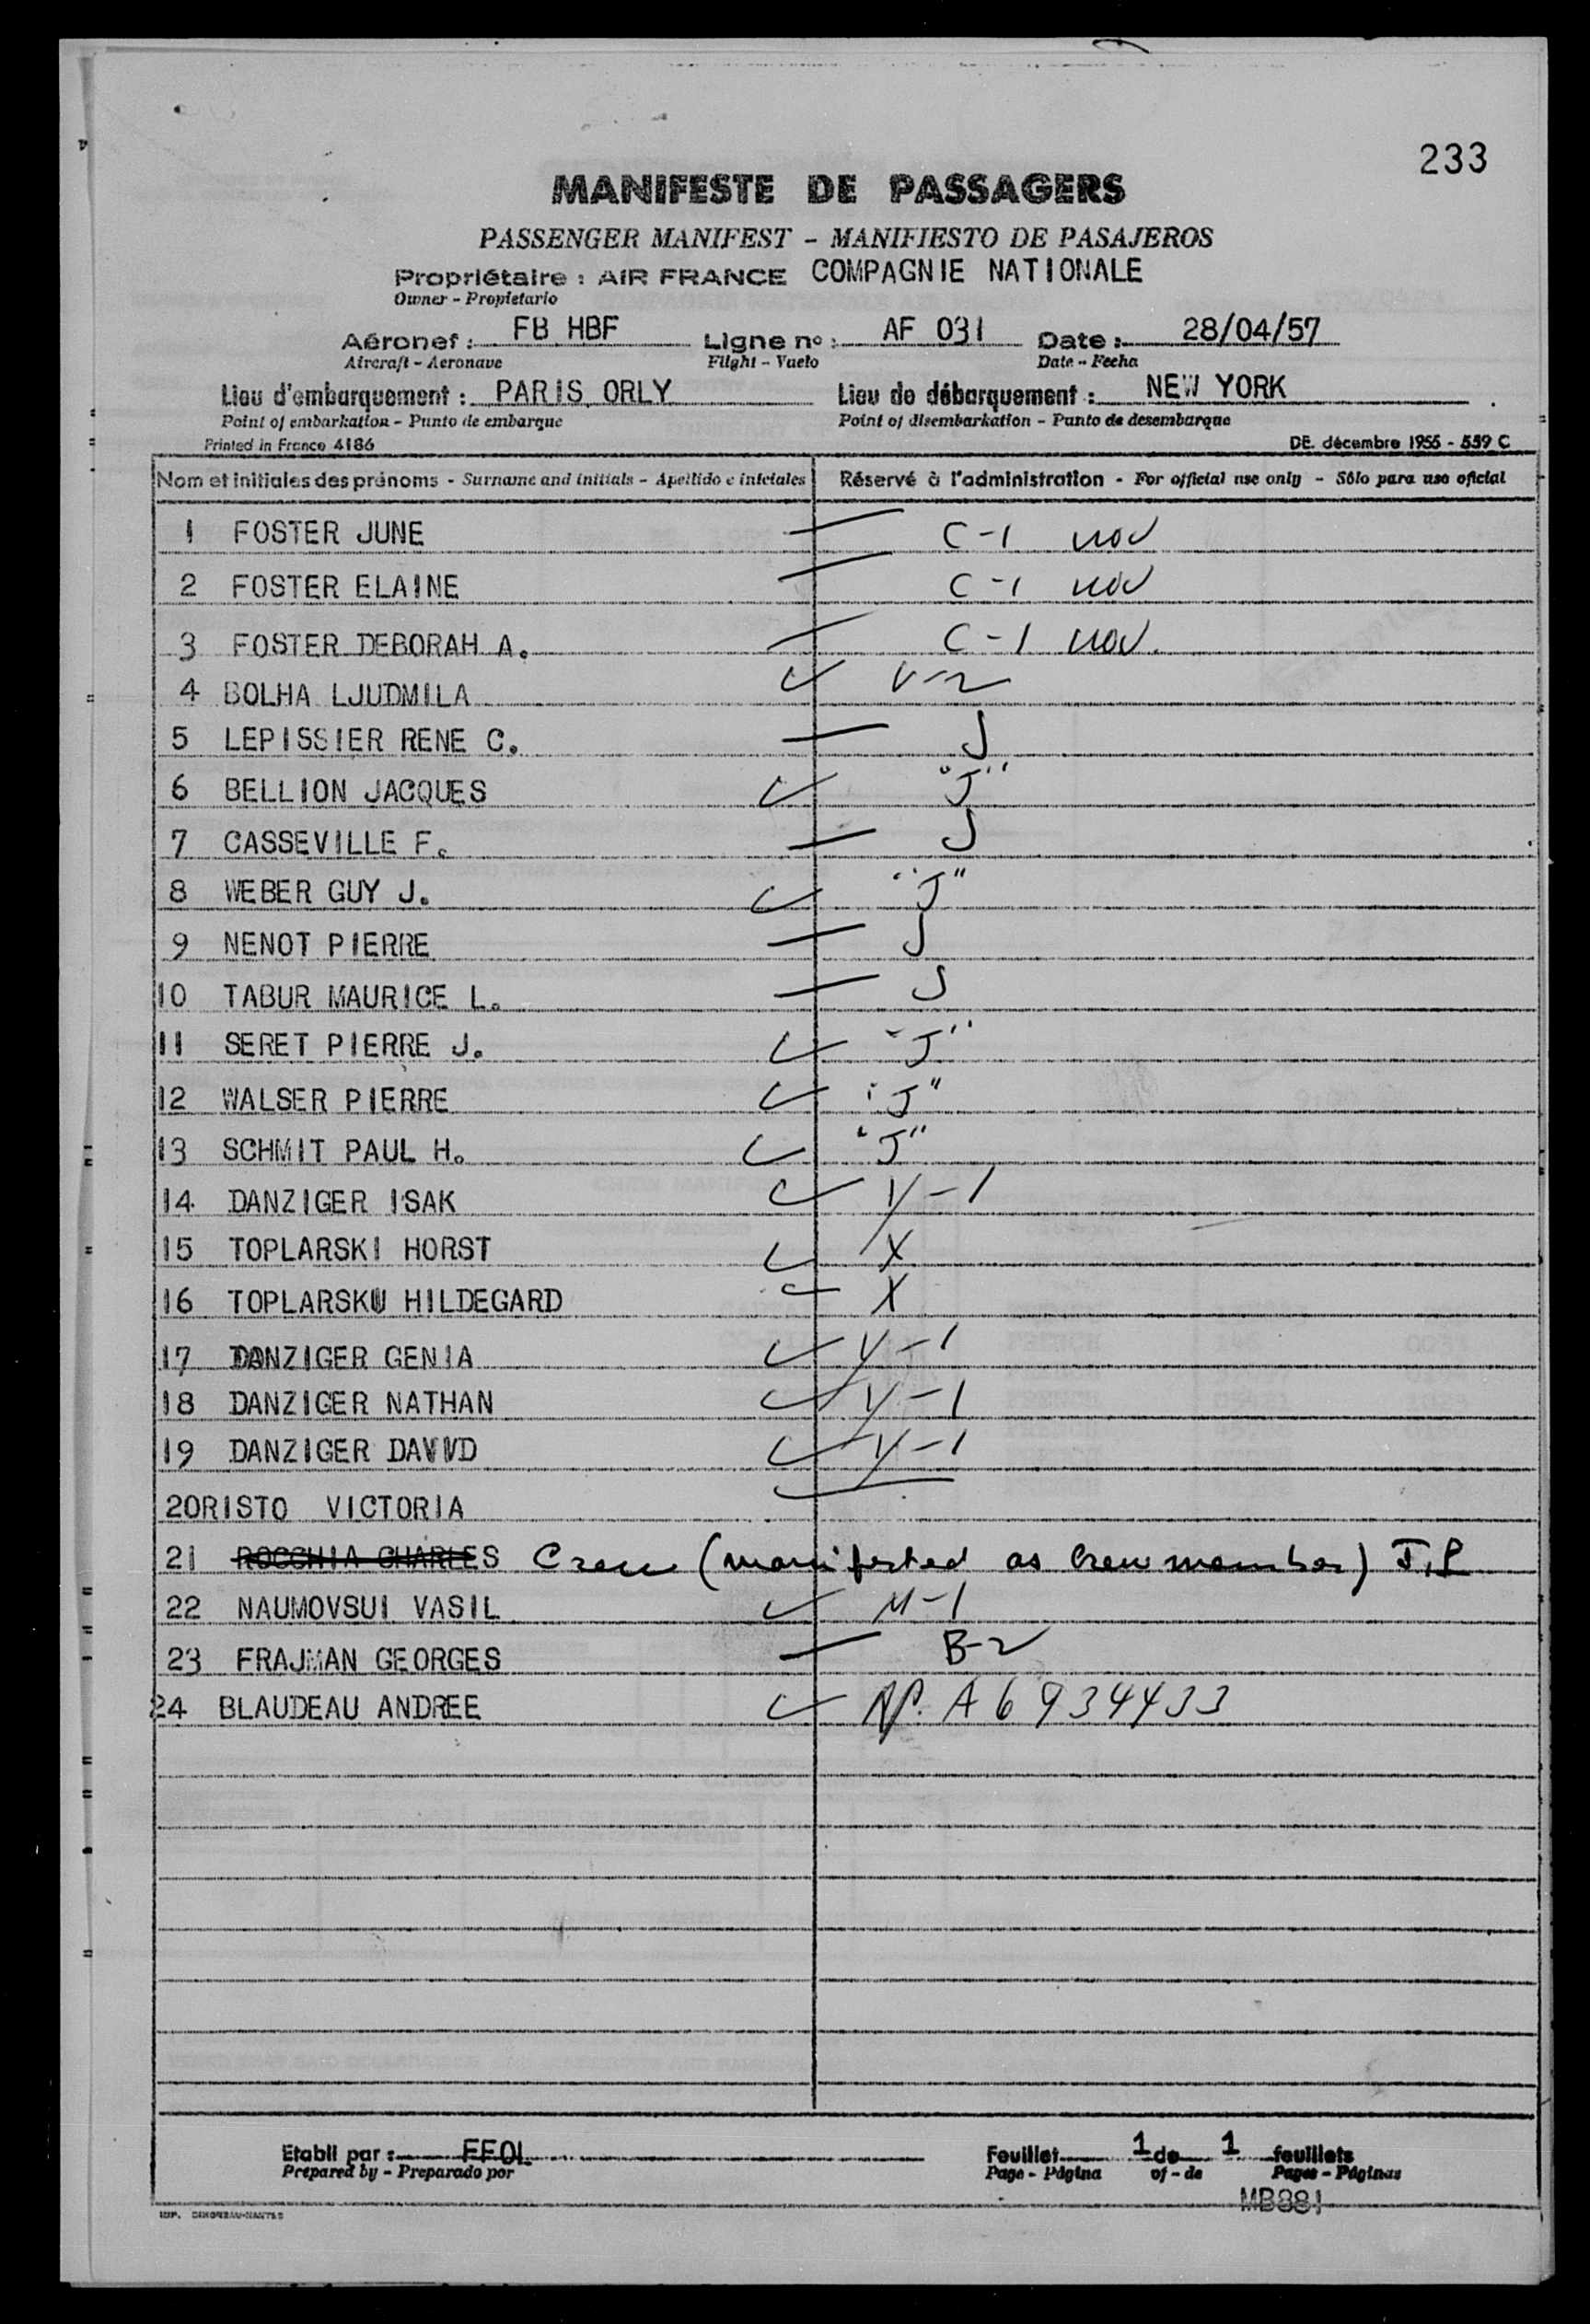 233
MANIFESTE DE PASSAGERS
PASSENGER MANIFEST - MANIFIESTO DE PASAJEROS
Propriétaire : AIR FRANCE COMPAGNIE NATIONALE
Owner - Propietario
Aéronef : FB HBF Ligne nº : AF 031 Date : 28/04/57
Aircraft - Aeronave Flight - Vuelo Date - Fecha
Lieu d'embarquement : PARIS ORLY Lieu de débarquement : NEW YORK
Point of embarkation - Punto de embarque Point of disembarkation - Punto de desembarque
Printed in France 4186 DE. décembre 1955 - 559 C
Nom et initiales des prénoms - Surname and initials - Apellido e iniciales Réservé à l'administration - For official use only - Sólo para uso oficial
1 FOSTER JUNE C-1 nov
2 FOSTER ELAINE C-1 nov
3 FOSTER DEBORAH A. C-1 nov.
4 BOLHA LJUDMILA V-2
5 LEPISSIER RENE C. J
6 BELLION JACQUES "J"
7 CASSEVILLE F. J
8 WEBER GUY J. "J"
9 NENOT PIERRE J
10 TABUR MAURICE L. J
11 SERET PIERRE J. "J"
12 WALSER PIERRE "J"
13 SCHMIT PAUL H. "J"
14 DANZIGER ISAK Y-1
15 TOPLARSKI HORST X
16 TOPLARSKU HILDEGARD X
17 DANZIGER GENIA Y-1
18 DANZIGER NATHAN Y-1
19 DANZIGER DAVVD Y-1
20RISTO VICTORIA
21 ROCCHIA CHARLES Crew (manifested as Crew member) J.P
22 NAUMOVSUI VASIL M-1
23 FRAJMAN GEORGES B-2
24 BLAUDEAU ANDREE RP. A6934433
Etabli par : FFOL Feuillet 1 de 1 feuillets
Prepared by - Preparado por Page - Página of - de Pages - Páginas
MB881